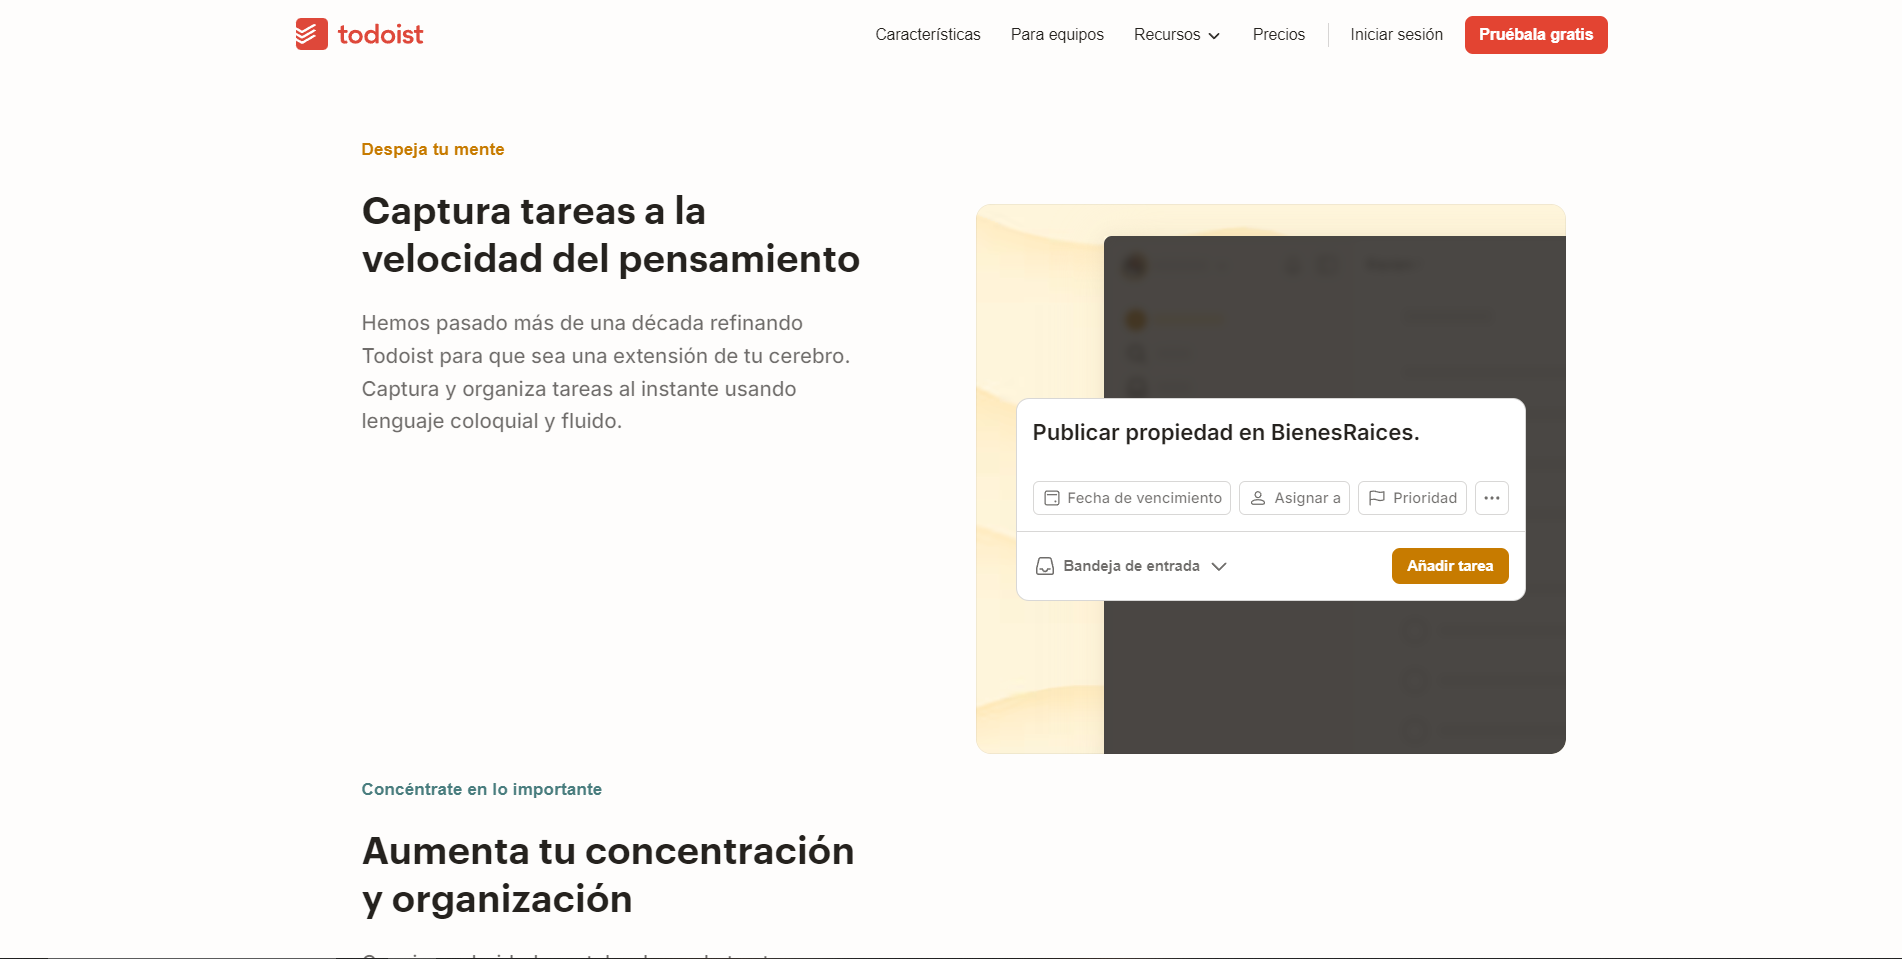 todoist
Características
Para equipos
Recursos
Precios
Iniciar sesión
Pruébala gratis
Despeja tu mente
Captura tareas a la
velocidad del pensamiento
Hemos pasado más de una década refinando
Todoist para que sea una extensión de tu cerebro.
Captura y organiza tareas al instante usando
lenguaje coloquial y fluido.
Publicar propiedad en BienesRaices.
Fecha de vencimiento
Asignar a
Prioridad
Bandeja de entrada
Añadir tarea
Concéntrate en lo importante
Aumenta tu concentración
y organización